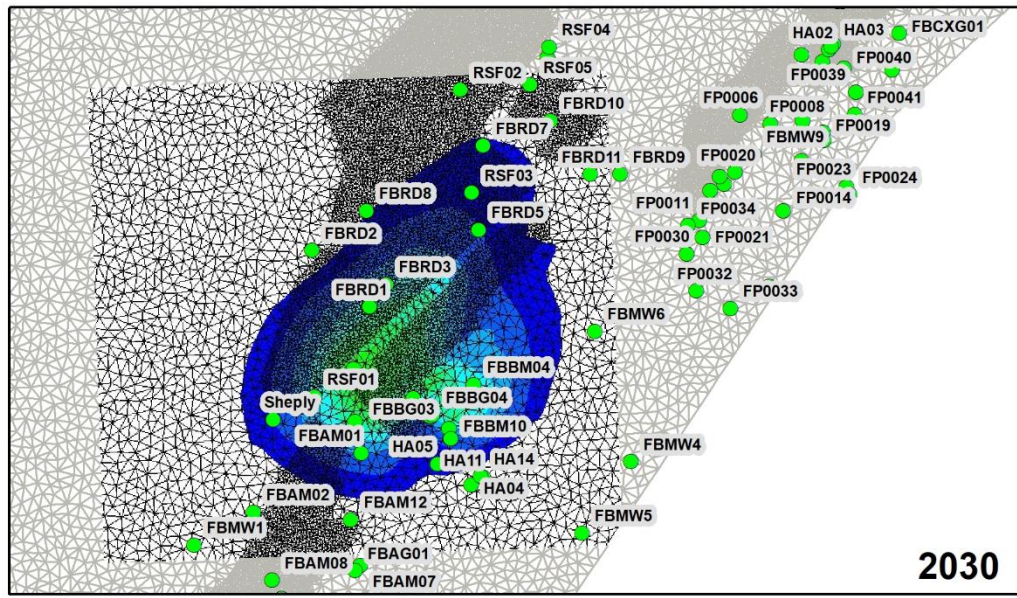 RSF04
HA02
HA03
FBCXG01
RSF02
RSF05
FP0039
FP0040
FBRD10
FP0006
FP0008
FP0041
FBRD7
FBMW9
FP0019
FBRD11
FBRD9
FP0020
FP0023
FP0024
RSF03
FBRD8
FBRD5
FP0011
FP0034
FP0014
FBRD2
FP0030
FP0021
FBRD3
FP0032
FBRD1
FP0033
FBMW6
FBBM04
RSF01
Sheply
FBBG03
FBBG04
FBAM01
FBBM10
HA05
HA11
HA14
FBMW4
HA04
FBAM02
FBAM12
FBMW1
FBMW5
FBAM08
FBAG01
FBAM07
2030